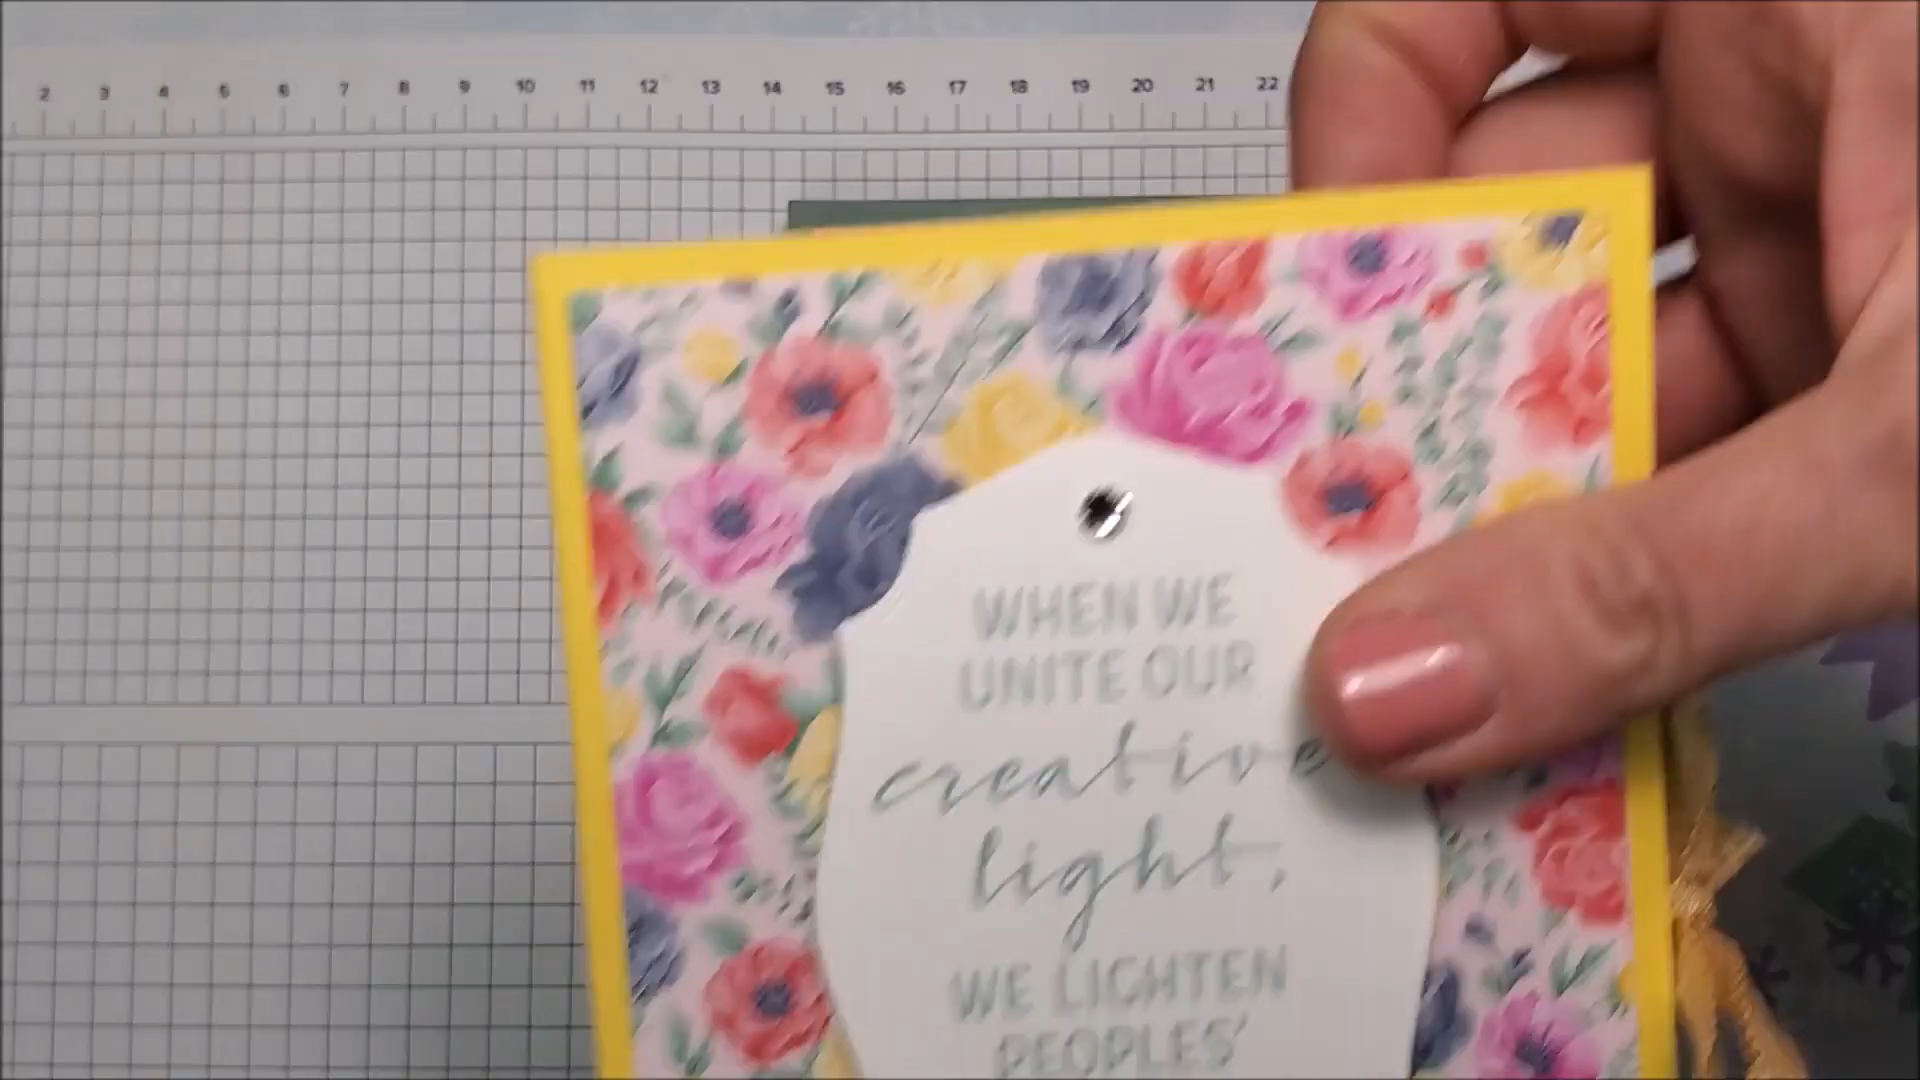 2 3 4 5 6 7 8 9 10 11 12 13 14 15 16 17 18 19 20 21 22
WHEN WE
UNITE OUR
creative
light,
WE LIGHTEN
PEOPLES'